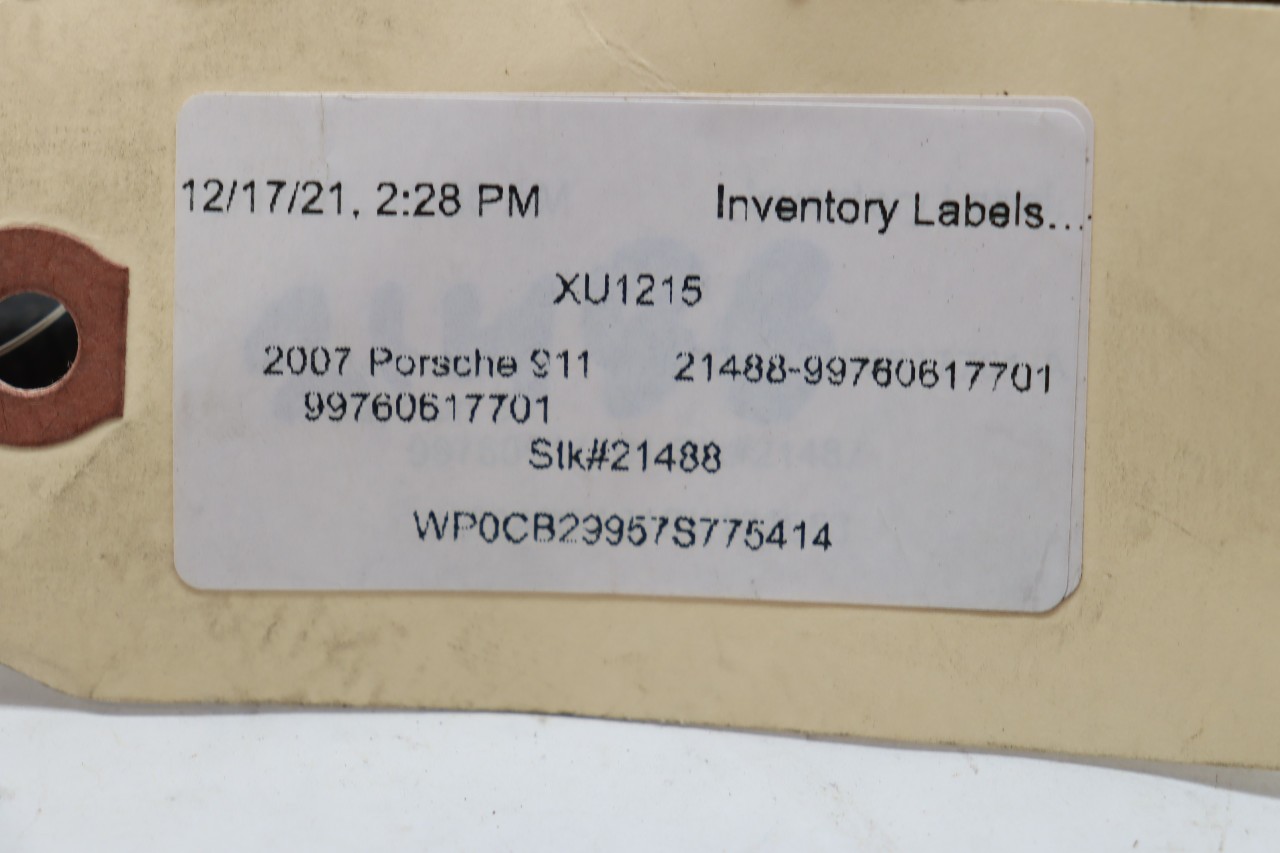 12/17/21, 2:28 PM Inventory Labels...
XU1215
2007 Porsche 911 21488-99760617701
99760617701
Stk#21488
WP0CB29957S775414